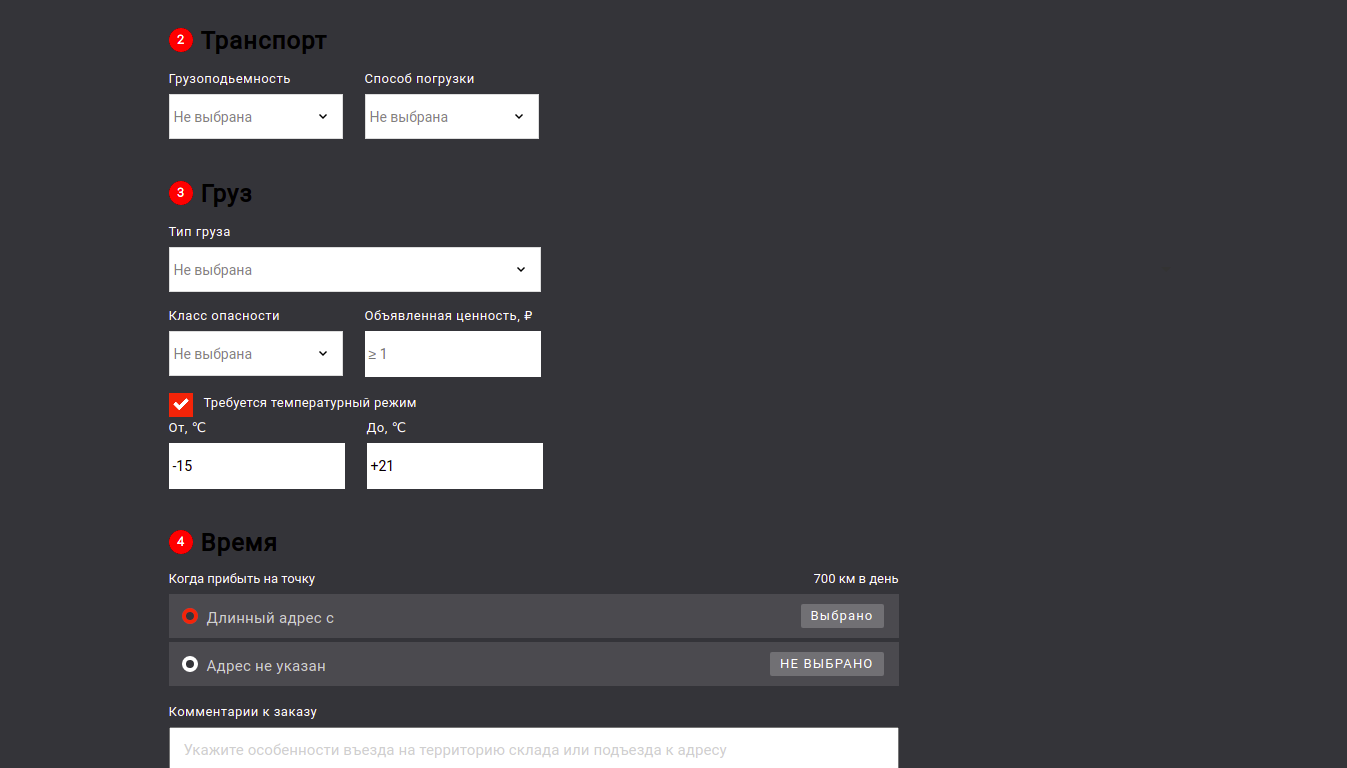 2 Транспорт
Грузоподьемность Способ погрузки
Не выбрана Не выбрана
3 Груз
Тип груза
Не выбрана
Класс опасности Объявленная ценность, ₽
Не выбрана ≥ 1
Требуется температурный режим
От, ℃ До, ℃
-15 +21
4 Время
Когда прибыть на точку 700 км в день
Длинный адрес с Выбрано
Адрес не указан НЕ ВЫБРАНО
Комментарии к заказу
Укажите особенности въезда на территорию склада или подъезда к адресу